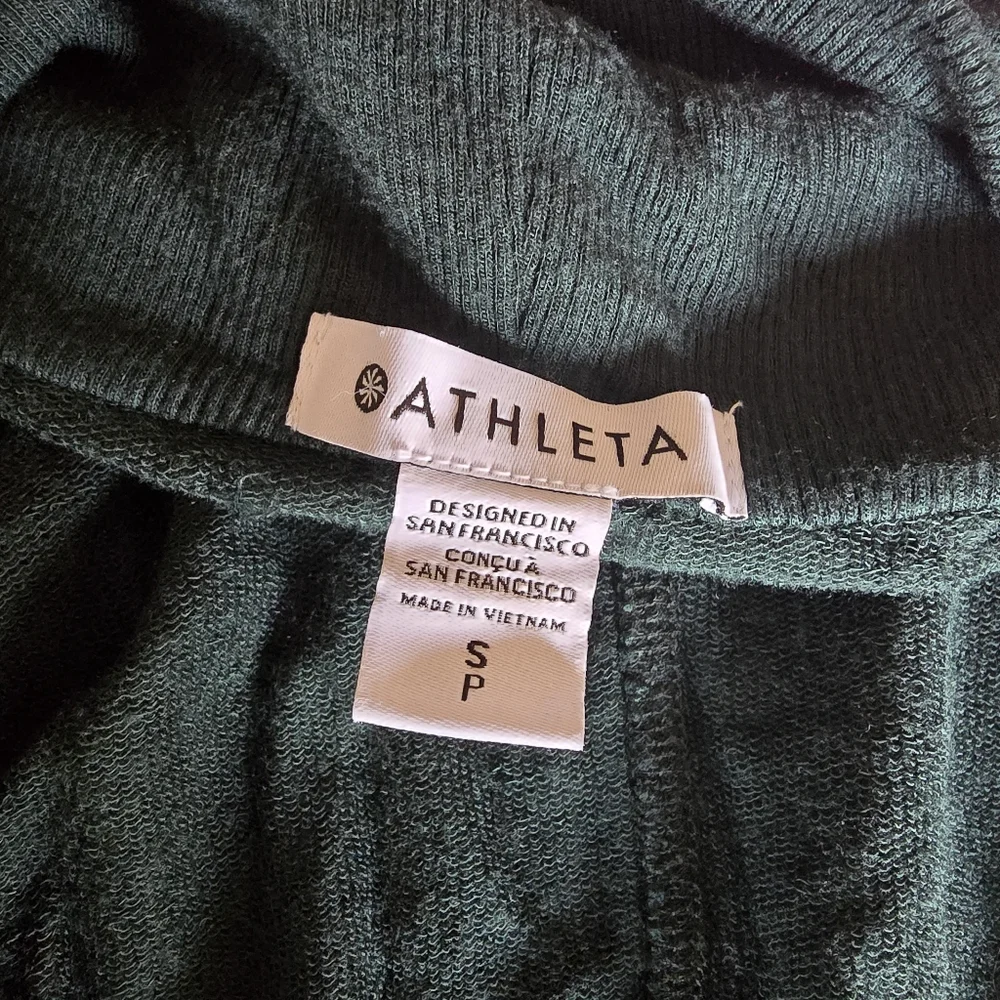 ATHLETA
DESIGNED IN
SAN FRANCISCO
CONÇU À
SAN FRANCISCO
MADE IN VIETNAM
S
P